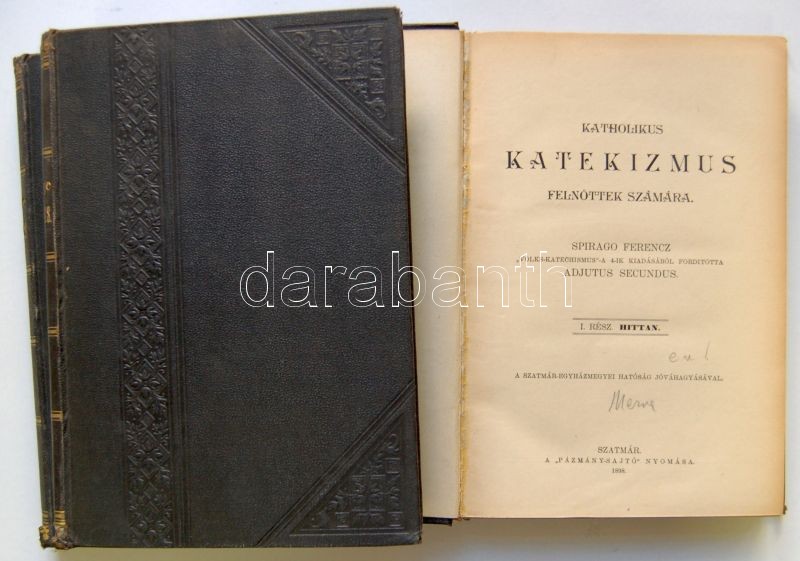 KATHOLIKUS
KATEKIZMUS
FELNŐTTEK SZÁMÁRA.
SPIRAGO FERENCZ
„VOLKS-KATECHISMUS”-A 4-IK KIADÁSÁBÓL FORDITOTTA
ADJUTUS SECUNDUS.
I. RÉSZ. HITTAN.
A SZATMÁR-EGYHÁZMEGYEI HATÓSÁG JÓVÁHAGYÁSÁVAL.
SZATMÁR.
A „PÁZMÁNY-SAJTÓ” NYOMÁSA.
1898.
darabanth